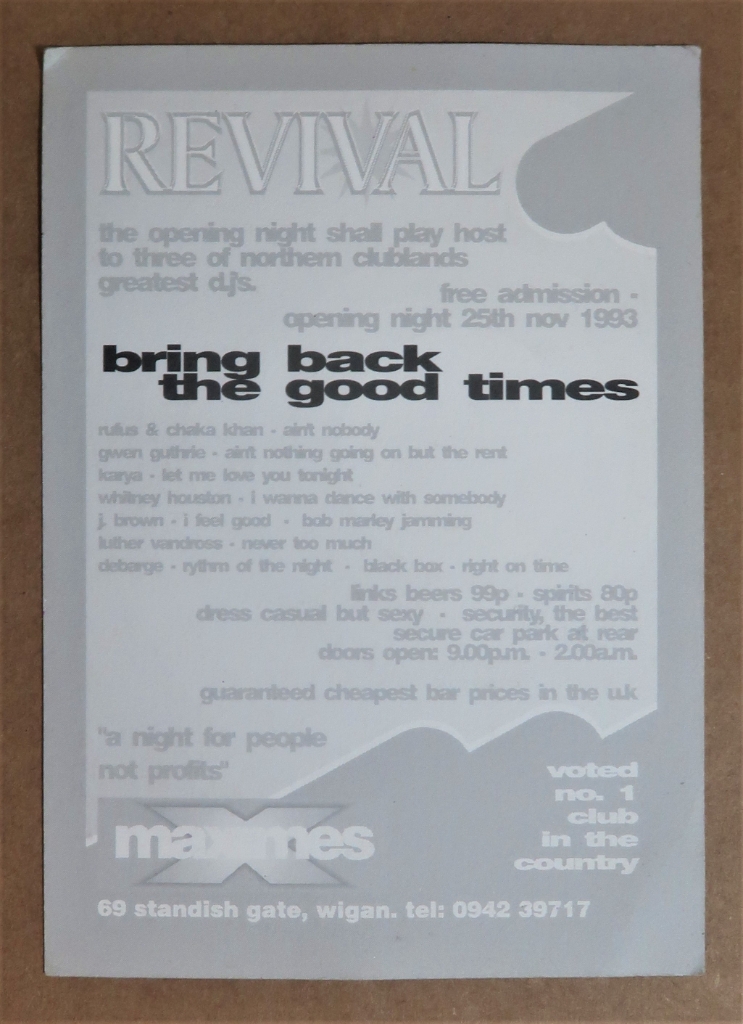 REVIVAL
the opening night shall play host
to three of northern clublands
greatest d.j's.
free admission -
opening night 25th nov 1993
bring back
the good times
rufus & chaka khan - ain't nobody
gwen guthrie - ain't nothing going on but the rent
karya - let me love you tonight
whitney houston - i wanna dance with somebody
j. brown - i feel good - bob marley jamming
luther vandross - never too much
debarge - rythm of the night - black box - right on time
links beers 99p - spirits 80p
dress casual but sexy - security, the best
secure car park at rear
doors open: 9.00p.m. - 2.00a.m.
guaranteed cheapest bar prices in the u.k
"a night for people
not profits"
voted
no. 1
club
in the
country
maximes
69 standish gate, wigan. tel: 0942 39717